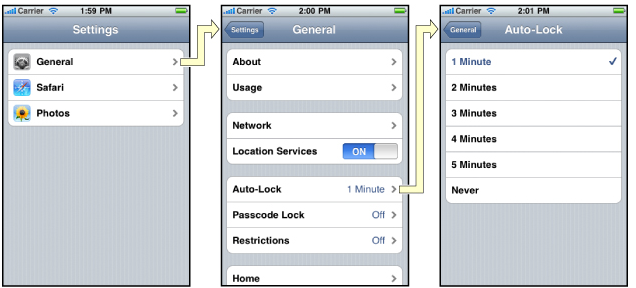 Carrier 1:59 PM
Settings
General
Safari
Photos
Carrier 2:00 PM
Settings General
About
Usage
Network
Location Services ON
Auto-Lock 1 Minute
Passcode Lock Off
Restrictions Off
Home
Carrier 2:01 PM
General Auto-Lock
1 Minute
2 Minutes
3 Minutes
4 Minutes
5 Minutes
Never